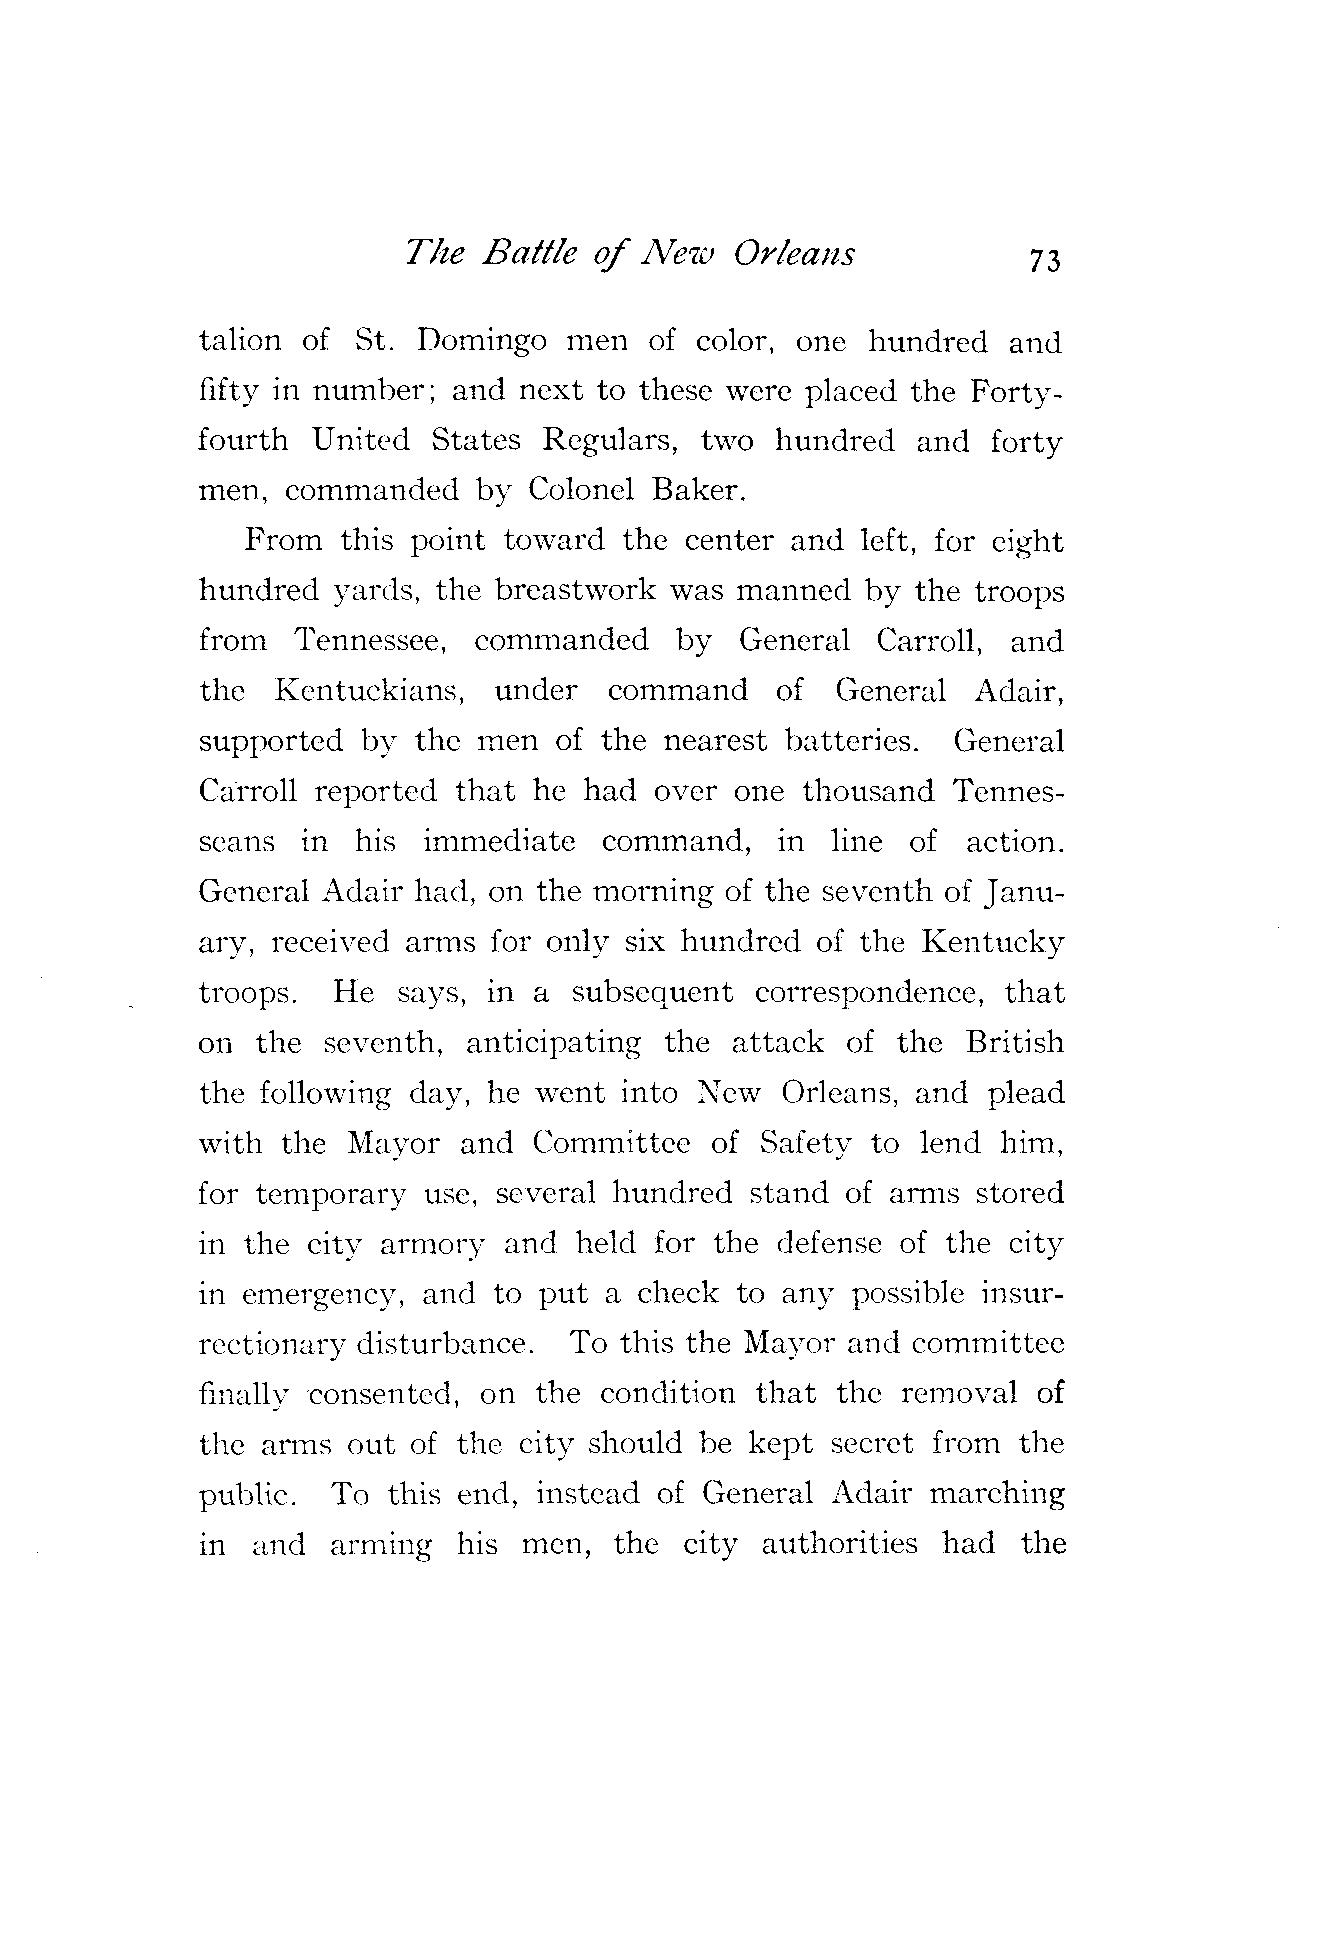 The Battle of New Orleans 73
talion of St. Domingo men of color, one hundred and
fifty in number; and next to these were placed the Forty-
fourth United States Regulars, two hundred and forty
men, commanded by Colonel Baker.
From this point toward the center and left, for eight
hundred yards, the breastwork was manned by the troops
from Tennessee, commanded by General Carroll, and
the Kentuckians, under command of General Adair,
supported by the men of the nearest batteries. General
Carroll reported that he had over one thousand Tennes-
seans in his immediate command, in line of action.
General Adair had, on the morning of the seventh of Janu-
ary, received arms for only six hundred of the Kentucky
troops. He says, in a subsequent correspondence, that
on the seventh, anticipating the attack of the British
the following day, he went into New Orleans, and plead
with the Mayor and Committee of Safety to lend him,
for temporary use, several hundred stand of arms stored
in the city armory and held for the defense of the city
in emergency, and to put a check to any possible insur-
rectionary disturbance. To this the Mayor and committee
finally consented, on the condition that the removal of
the arms out of the city should be kept secret from the
public. To this end, instead of General Adair marching
in and arming his men, the city authorities had the